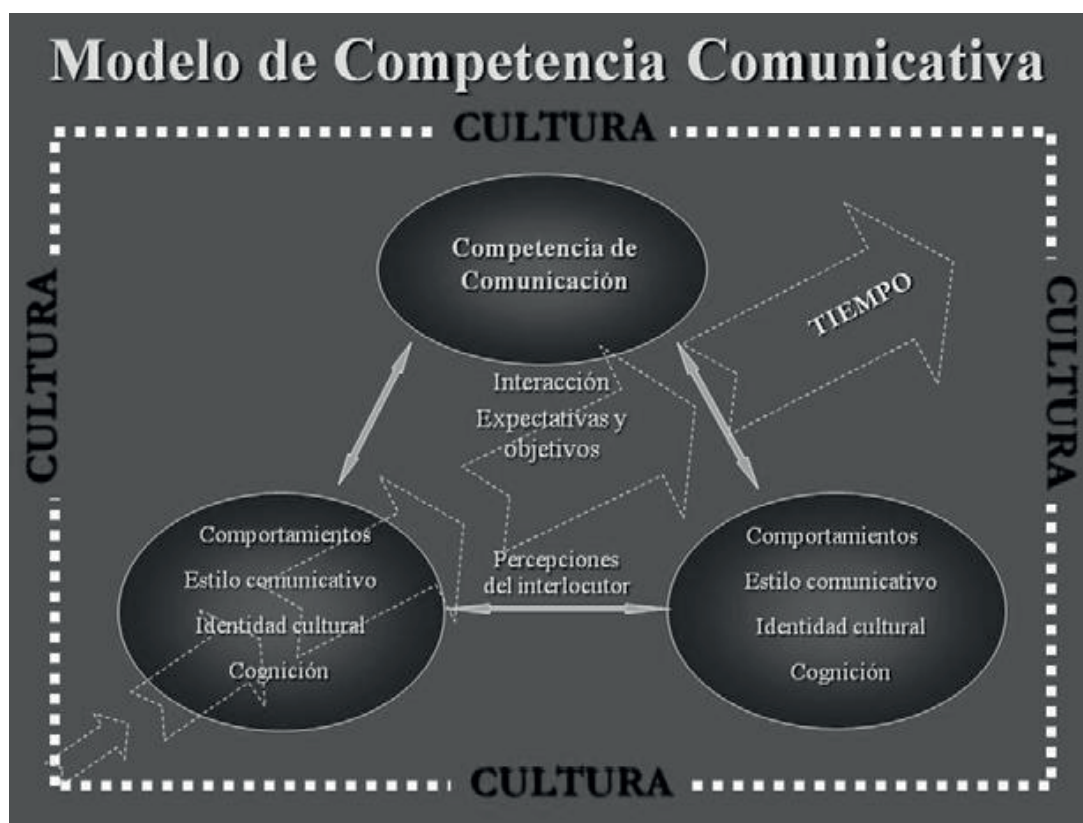 Modelo de Competencia Comunicativa
CULTURA
Competencia de
Comunicación
TIEMPO
CULTURA
CULTURA
Interacción
Expectativas y
objetivos
Comportamientos
Estilo comunicativo
Identidad cultural
Cognición
Percepciones
del interlocutor
Comportamientos
Estilo comunicativo
Identidad cultural
Cognición
CULTURA